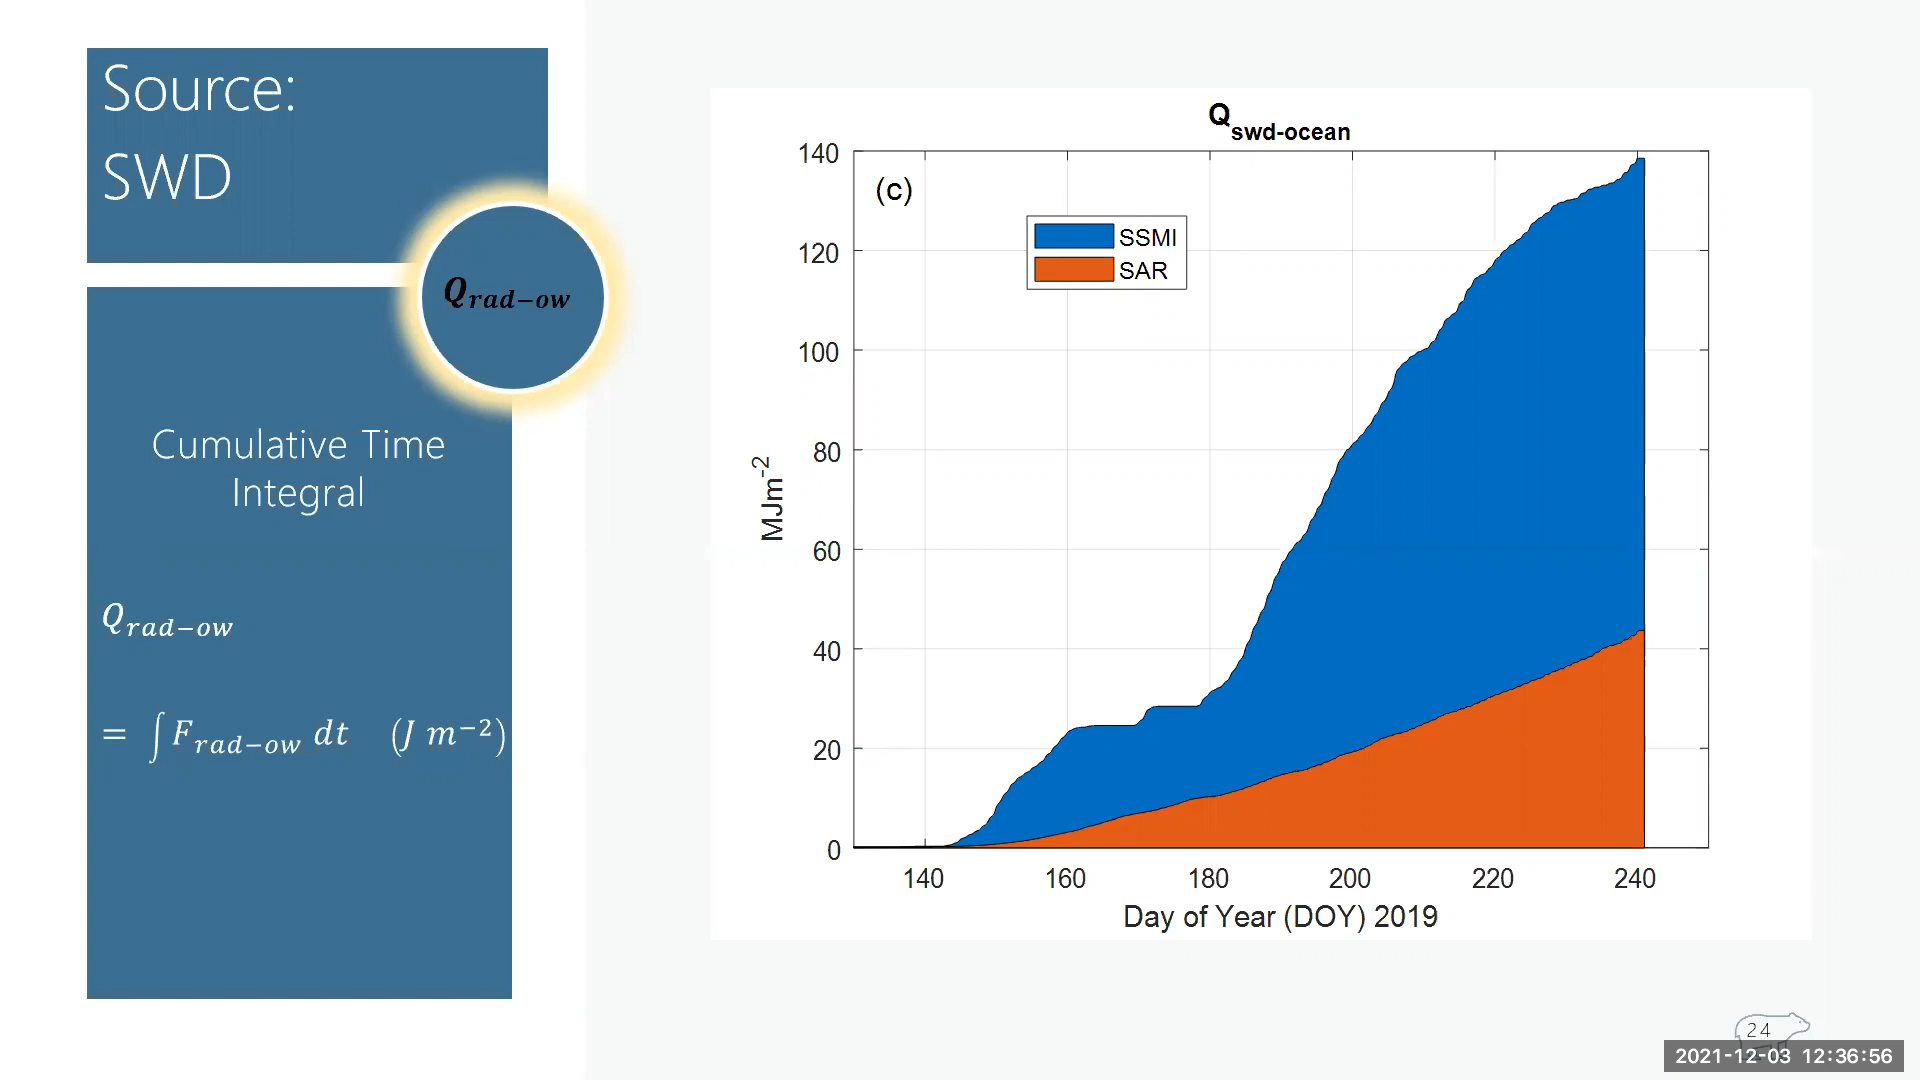 Source:
SWD
Q_rad−ow
Cumulative Time
Integral
Q_rad−ow
= ∫F_rad−ow dt (J m⁻²)
Q_swd-ocean
(c)
SSMI
SAR
MJm⁻²
140
120
100
80
60
40
20
0
140 160 180 200 220 240
Day of Year (DOY) 2019
24
2021-12-03 12:36:56